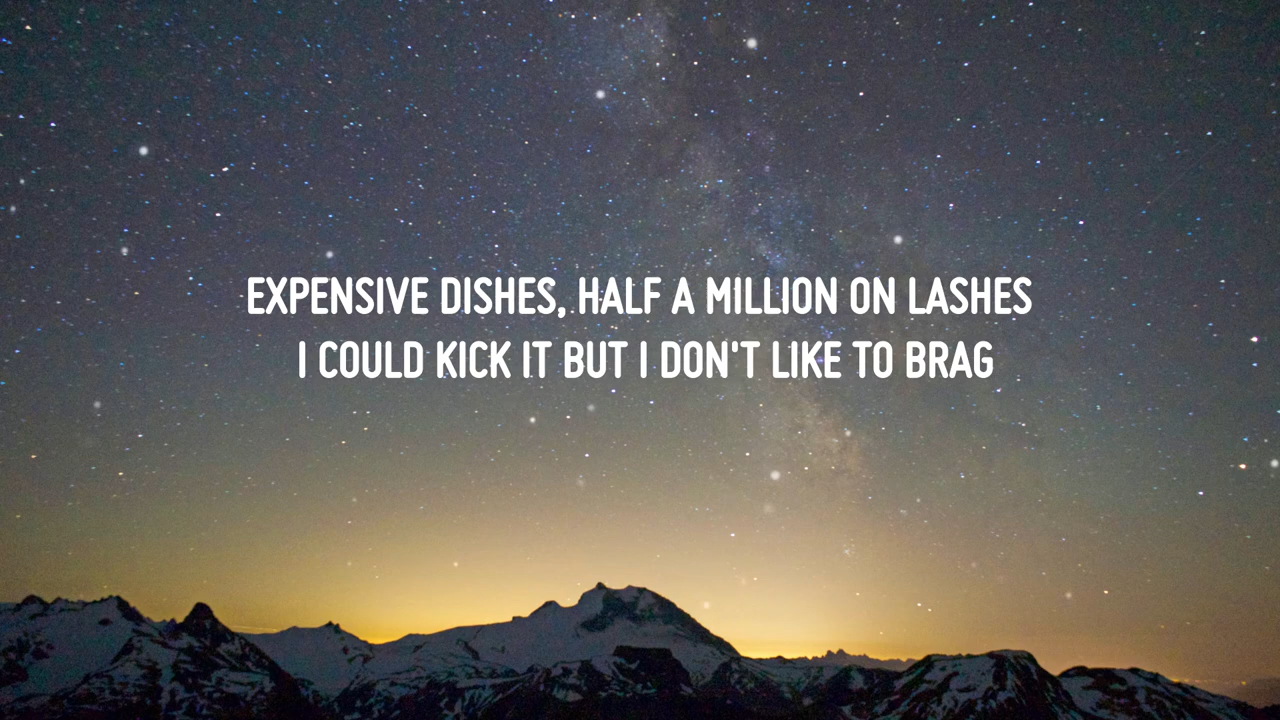 EXPENSIVE DISHES, HALF A MILLION ON LASHES
I COULD KICK IT BUT I DON'T LIKE TO BRAG